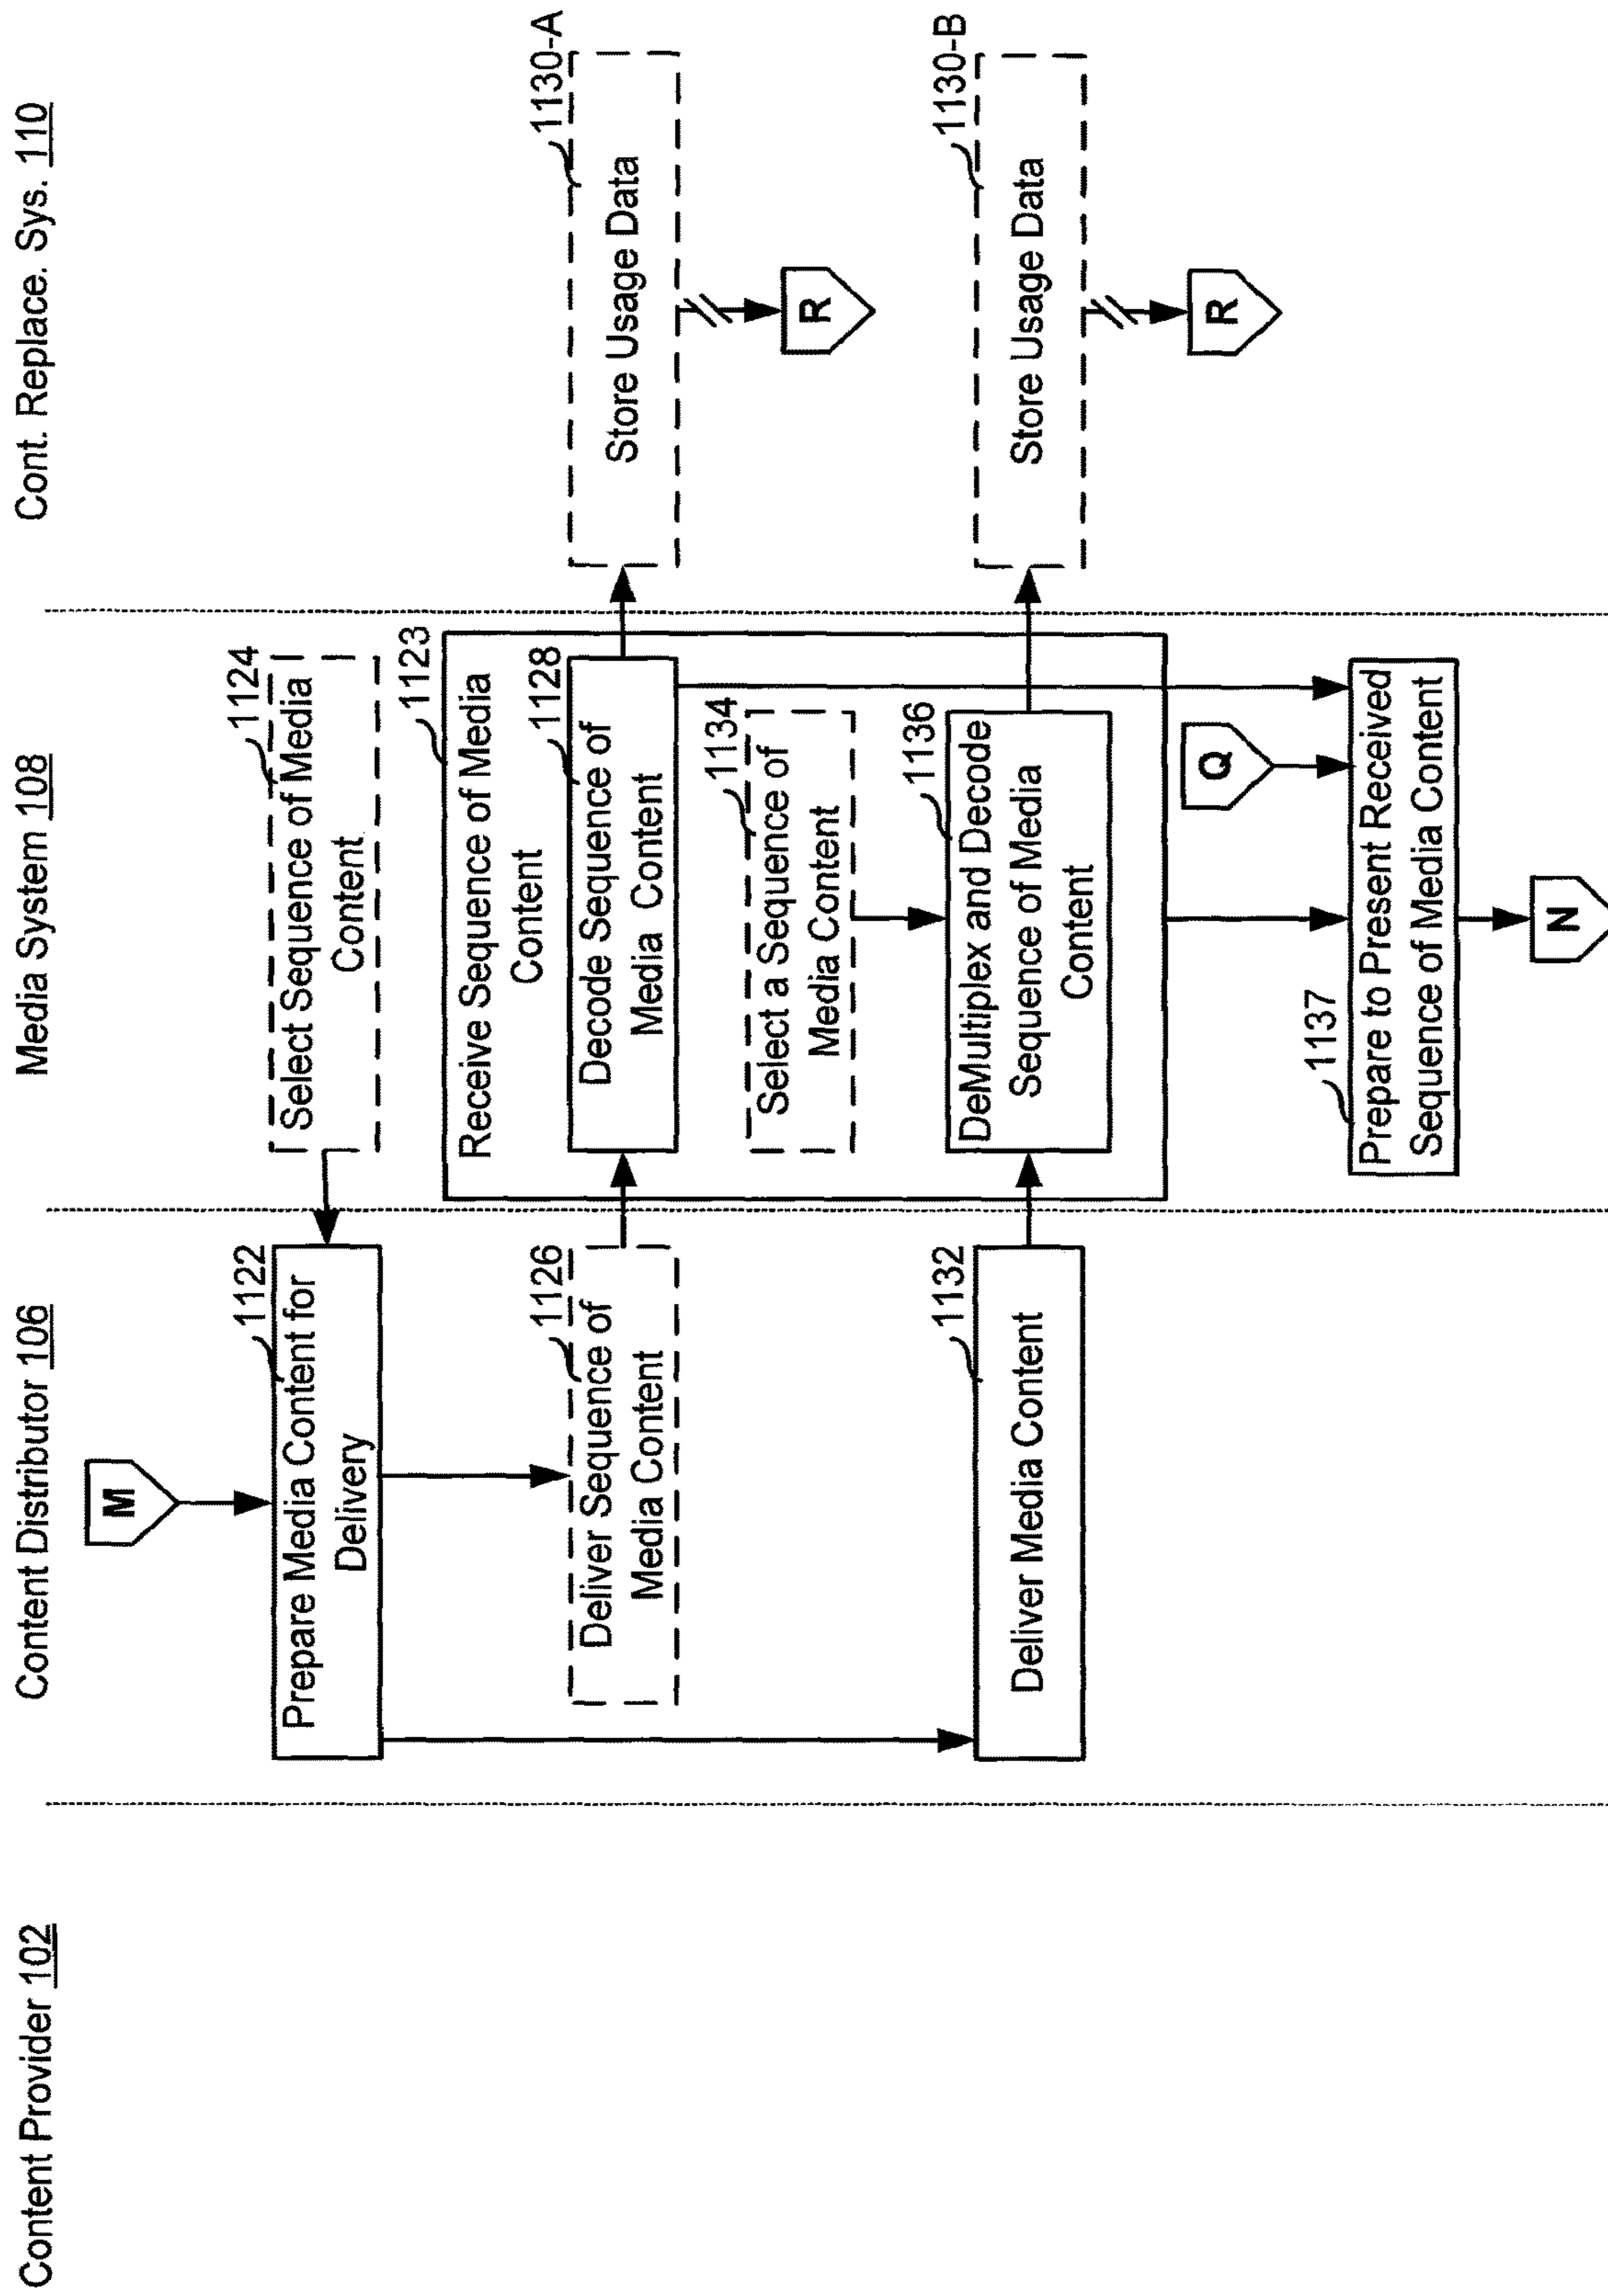 Content Provider 102
Content Distributor 106
Media System 108
Cont. Replace. Sys. 110
M
1122
Prepare Media Content for
Delivery
1124
Select Sequence of Media
Content
1123
Receive Sequence of Media
Content
1126
Deliver Sequence of
Media Content
1128
Decode Sequence of
Media Content
1130-A
Store Usage Data
R
1134
Select a Sequence of
Media Content
1132
Deliver Media Content
1136
DeMultiplex and Decode
Sequence of Media
Content
1130-B
Store Usage Data
R
Q
1137
Prepare to Present Received
Sequence of Media Content
N